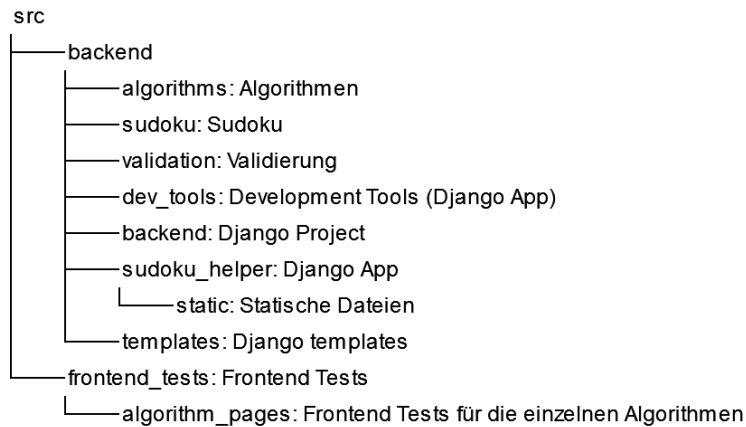 src
backend
algorithms: Algorithmen
sudoku: Sudoku
validation: Validierung
dev_tools: Development Tools (Django App)
backend: Django Project
sudoku_helper: Django App
static: Statische Dateien
templates: Django templates
frontend_tests: Frontend Tests
algorithm_pages: Frontend Tests für die einzelnen Algorithmen